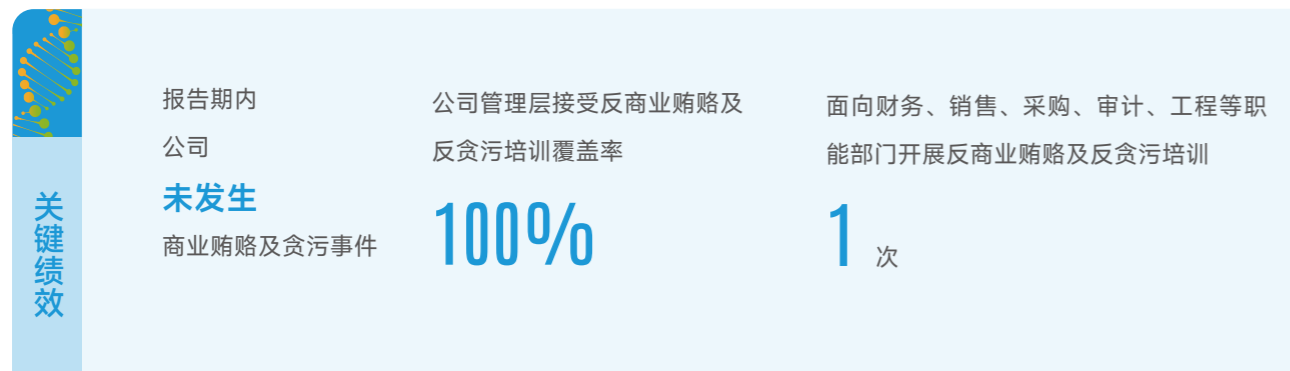 关键绩效
报告期内
公司
未发生
商业贿赂及贪污事件
公司管理层接受反商业贿赂及
反贪污培训覆盖率
100%
面向财务、销售、采购、审计、工程等职
能部门开展反商业贿赂及反贪污培训
1 次